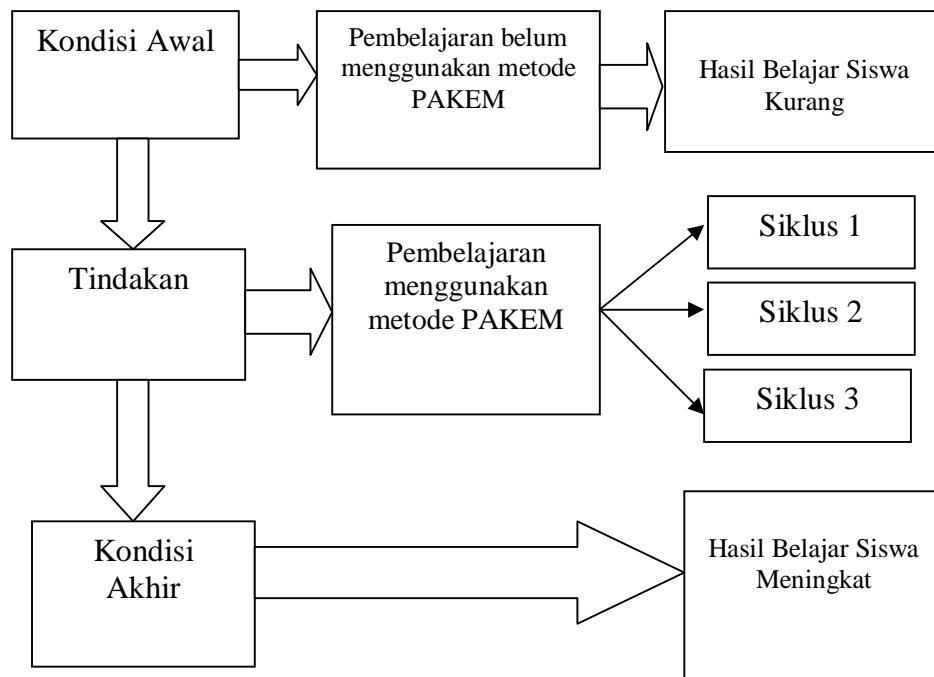 Kondisi Awal
Pembelajaran belum
menggunakan metode
PAKEM
Hasil Belajar Siswa
Kurang
Tindakan
Pembelajaran
menggunakan
metode PAKEM
Siklus 1
Siklus 2
Siklus 3
Kondisi
Akhir
Hasil Belajar Siswa
Meningkat